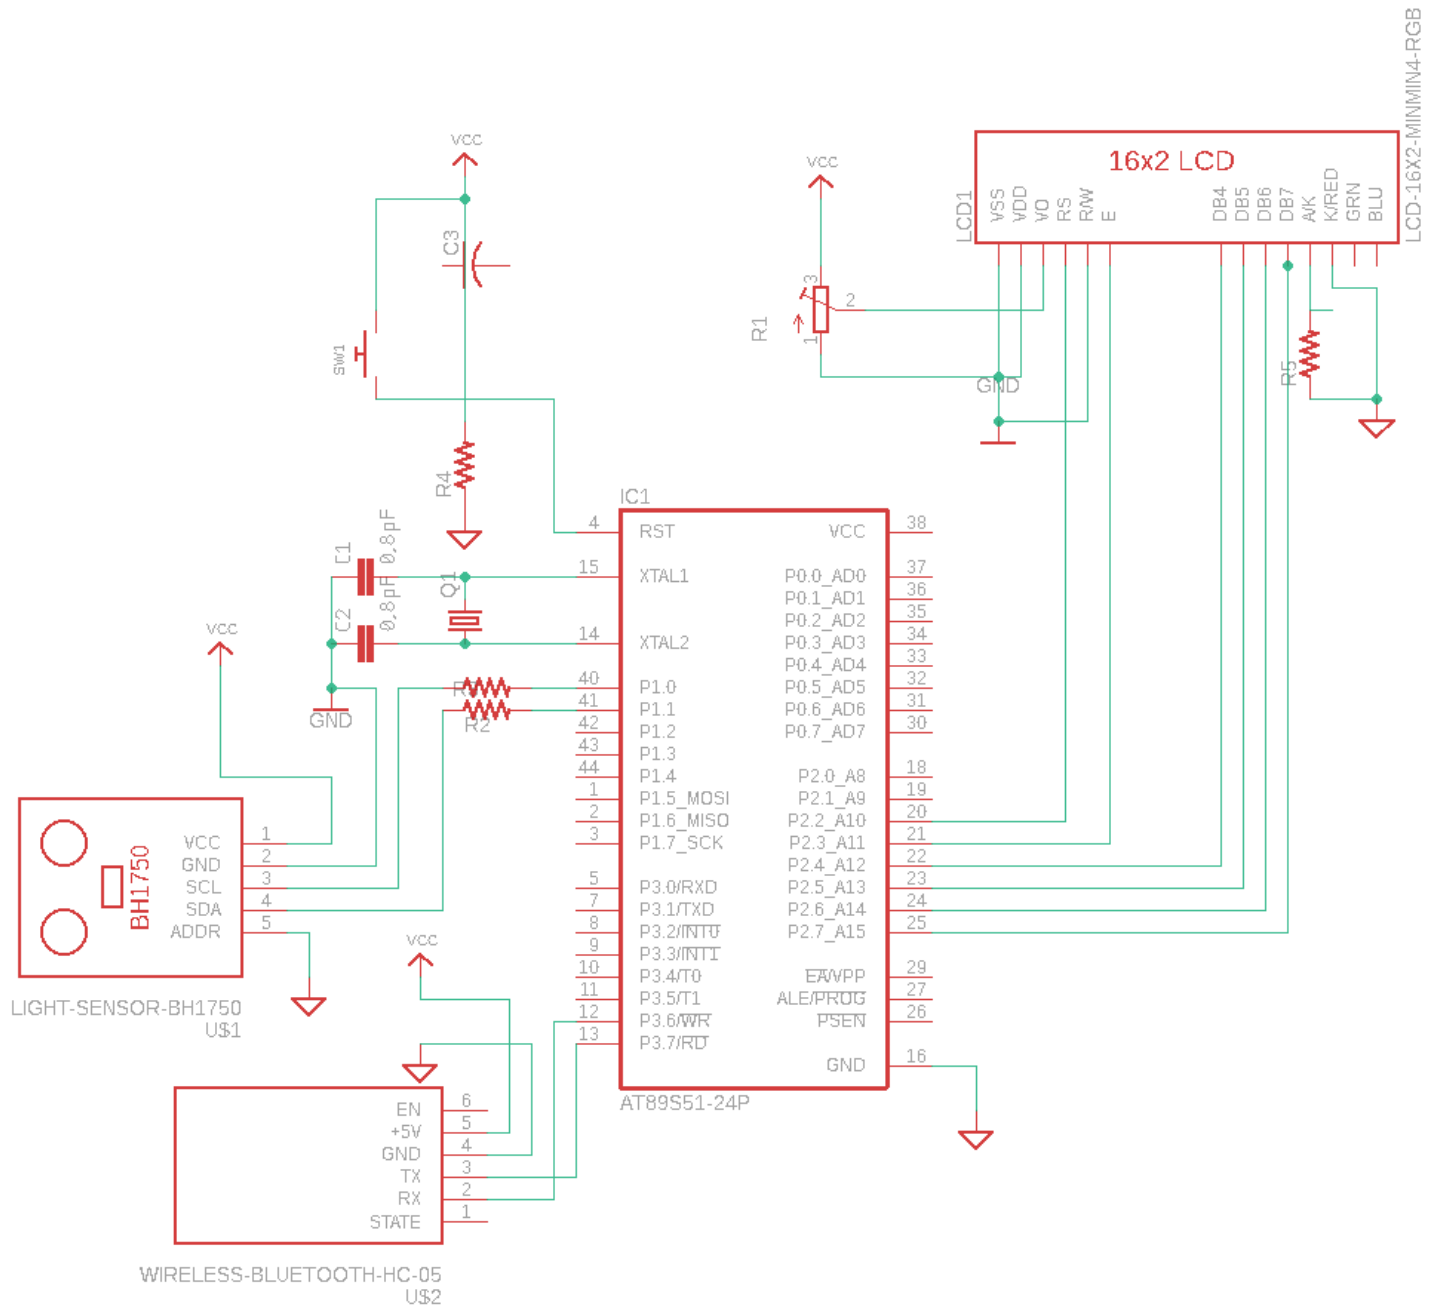 LCD-16X2-MINMIN4-RGB
16x2 LCD
LCD1
VSS
VDD
VO
RS
R/W
E
DB4
DB5
DB6
DB7
A/K
K/RED
GRN
BLU
VCC
C3
SW1
R4
VCC
3
2
1
R1
GND
R5
IC1
4 RST
15 XTAL1
14 XTAL2
40 P1.0
41 P1.1
42 P1.2
43 P1.3
44 P1.4
1 P1.5_MOSI
2 P1.6_MISO
3 P1.7_SCK
5 P3.0/RXD
7 P3.1/TXD
8 P3.2/INT0
9 P3.3/INT1
10 P3.4/T0
11 P3.5/T1
12 P3.6/WR
13 P3.7/RD
VCC 38
P0.0_AD0 37
P0.1_AD1 36
P0.2_AD2 35
P0.3_AD3 34
P0.4_AD4 33
P0.5_AD5 32
P0.6_AD6 31
P0.7_AD7 30
P2.0_A8 18
P2.1_A9 19
P2.2_A10 20
P2.3_A11 21
P2.4_A12 22
P2.5_A13 23
P2.6_A14 24
P2.7_A15 25
EA/VPP 29
ALE/PROG 27
PSEN 26
GND 16
AT89S51-24P
C1
0.8pF
C2
0.8pF
Q1
GND
R2
VCC
VCC 1
GND 2
SCL 3
SDA 4
ADDR 5
BH1750
LIGHT-SENSOR-BH1750
U$1
VCC
EN 6
+5V 5
GND 4
TX 3
RX 2
STATE 1
WIRELESS-BLUETOOTH-HC-05
U$2